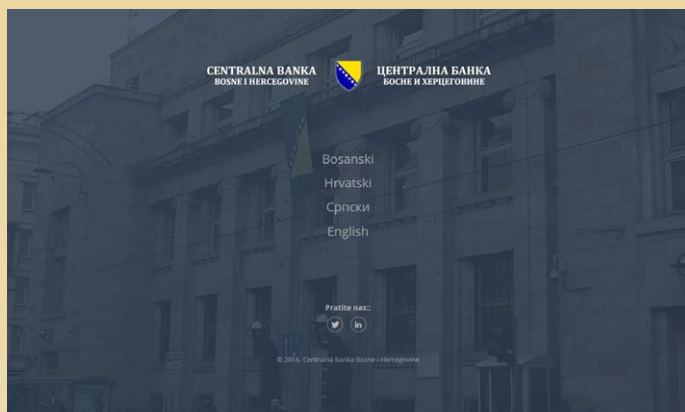 CENTRALNA BANKA
BOSNE I HERCEGOVINE
ЦЕНТРАЛНА БАНКА
БОСНЕ И ХЕРЦЕГОВИНЕ
Bosanski
Hrvatski
Српски
English
Pratite nas::
in
© 2016. Centralna banka Bosne i Hercegovine